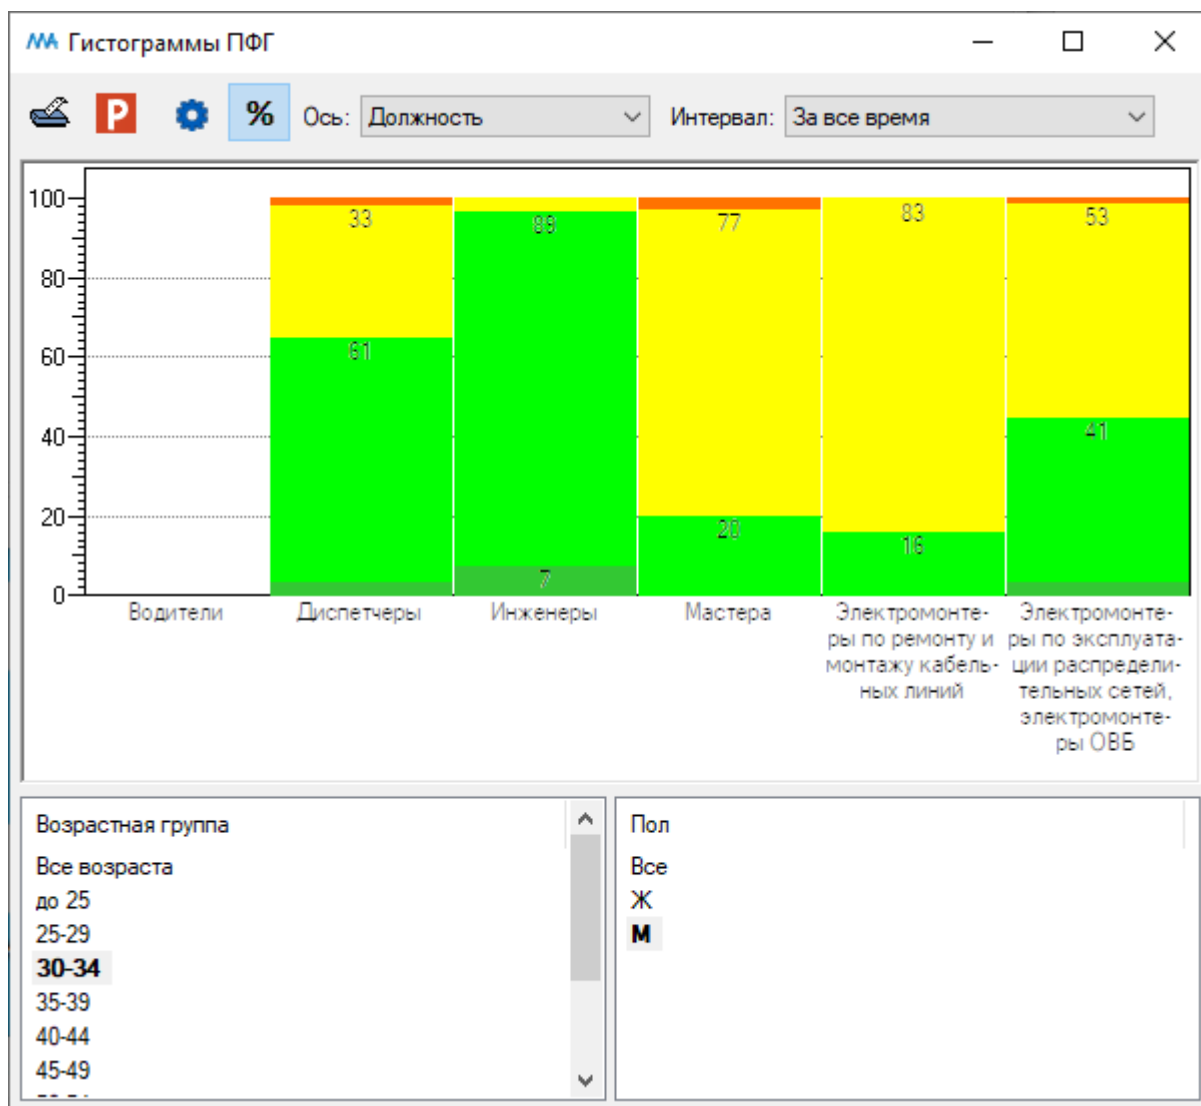 Гистограммы ПФГ
P % Ось: Должность Интервал: За все время
100
80
60
40
20
0
33 89 77 83 53
61 41
20 16
7
Водители Диспетчеры Инженеры Мастера Электромонте- Электромонте-
ры по ремонту и ры по эксплуата-
монтажу кабель- ции распредели-
ных линий тельных сетей,
электромонте-
ры ОВБ
Возрастная группа
Все возраста
до 25
25-29
30-34
35-39
40-44
45-49
Пол
Все
Ж
М